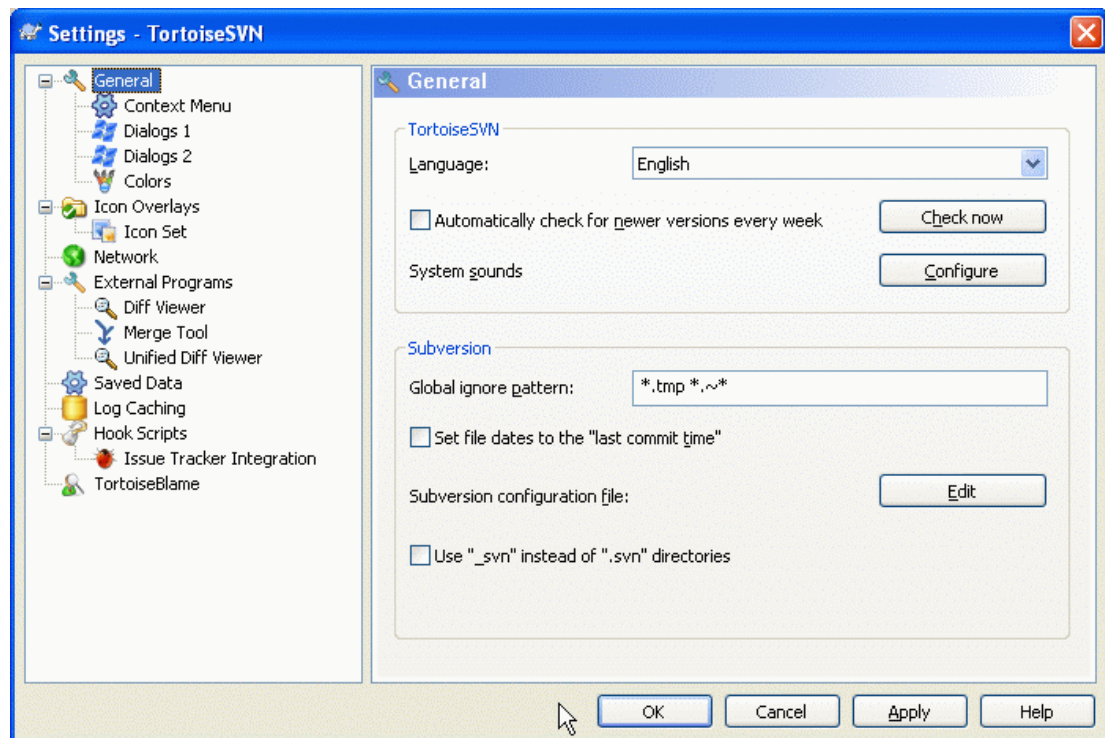 Settings - TortoiseSVN
General
Context Menu
Dialogs 1
Dialogs 2
Colors
Icon Overlays
Icon Set
Network
External Programs
Diff Viewer
Merge Tool
Unified Diff Viewer
Saved Data
Log Caching
Hook Scripts
Issue Tracker Integration
TortoiseBlame
General
TortoiseSVN
Language: English
Automatically check for newer versions every week Check now
System sounds Configure
Subversion
Global ignore pattern: *.tmp *.~*
Set file dates to the "last commit time"
Subversion configuration file: Edit
Use "_svn" instead of ".svn" directories
OK Cancel Apply Help